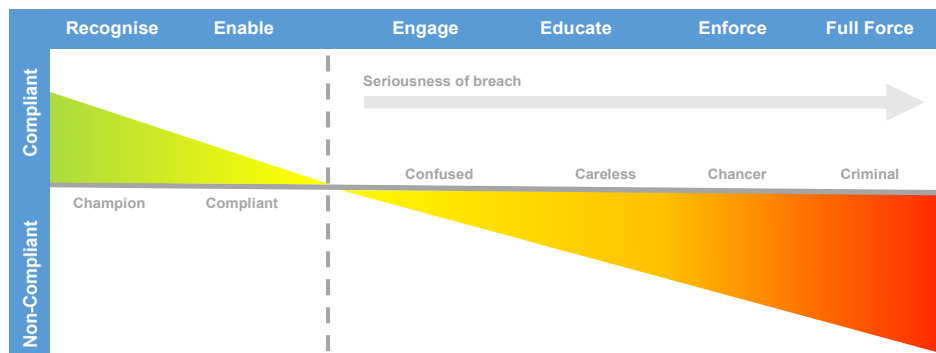 Recognise Enable Engage Educate Enforce Full Force
Compliant
Seriousness of breach
Confused Careless Chancer Criminal
Champion Compliant
Non-Compliant